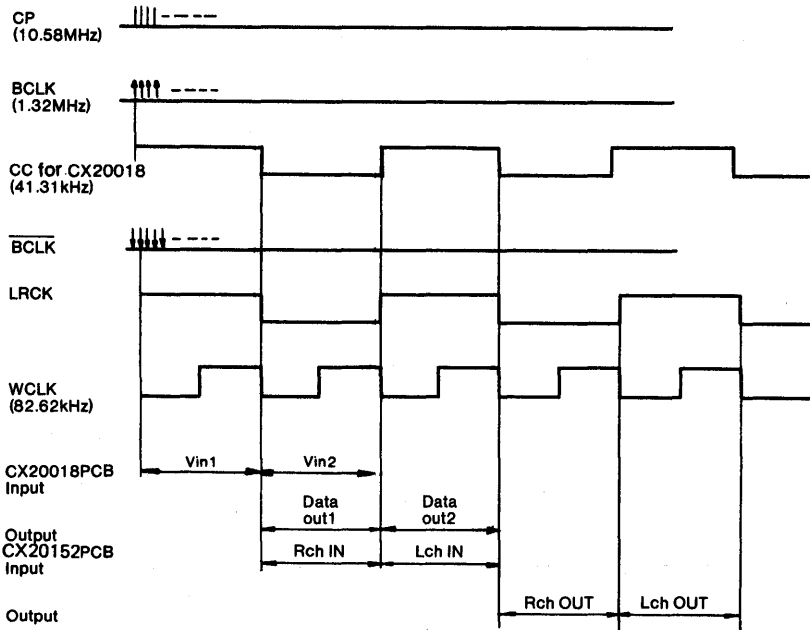 CP
(10.58MHz)
BCLK
(1.32MHz)
CC for CX20018
(41.31kHz)
BCLK
LRCK
WCLK
(82.62kHz)
CX20018PCB
Input
Vin1 Vin2
Data
out1
Data
out2
Output
CX20152PCB
Input
Rch IN Lch IN
Rch OUT Lch OUT
Output